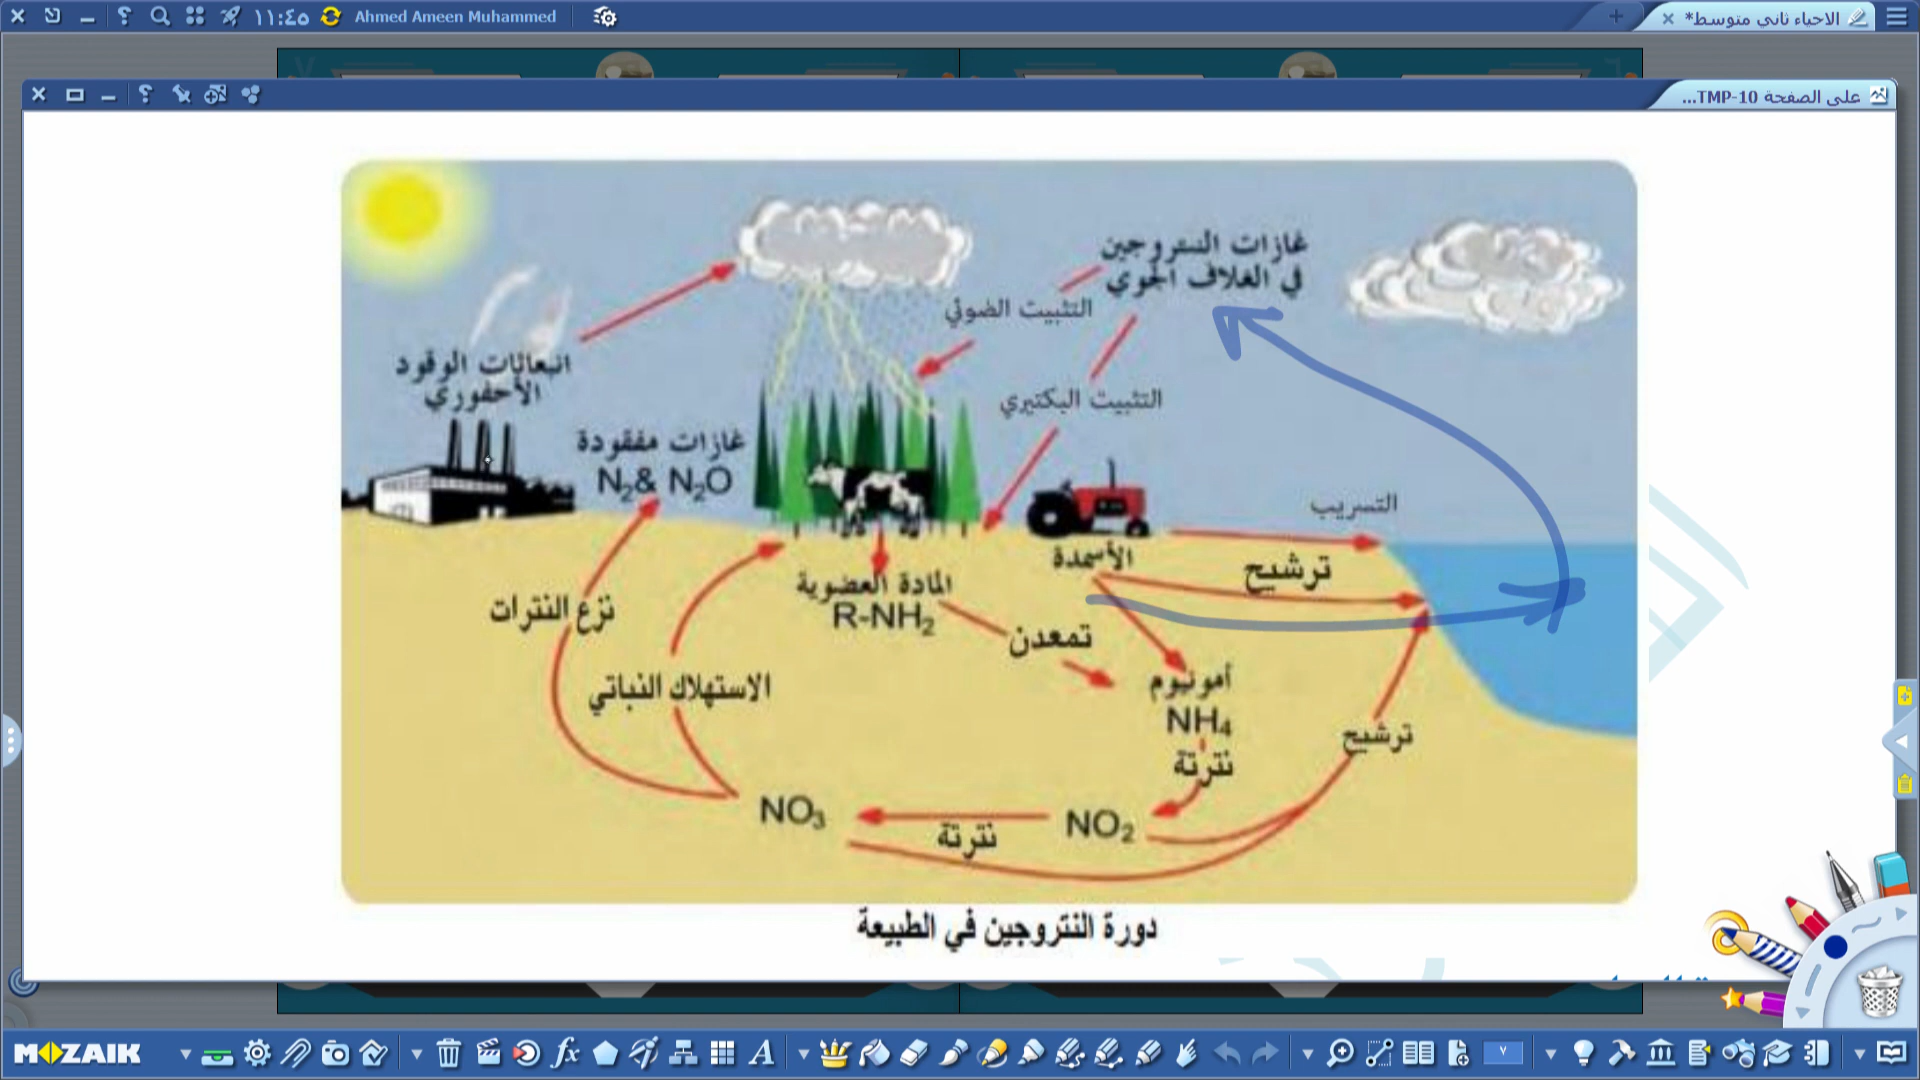 الاحياء ثاني متوسط*
Ahmed Ameen Muhammed
١١:٤٥
على الصفحة TMP-10...
غازات النتروجين
في الغلاف الجوي
التثبيت الضوئي
انبعاثات الوقود
الأحفوري
التثبيت البكتيري
غازات مفقودة
N₂& N₂O
التسريب
الأسمدة
ترشيح
المادة العضوية
R-NH₂
نزع النترات
تمعدن
أمونيوم
NH₄
الاستهلاك النباتي
ترشيح
نترتة
NO₃
NO₂
نترتة
دورة النتروجين في الطبيعة
MOZAIK
٧